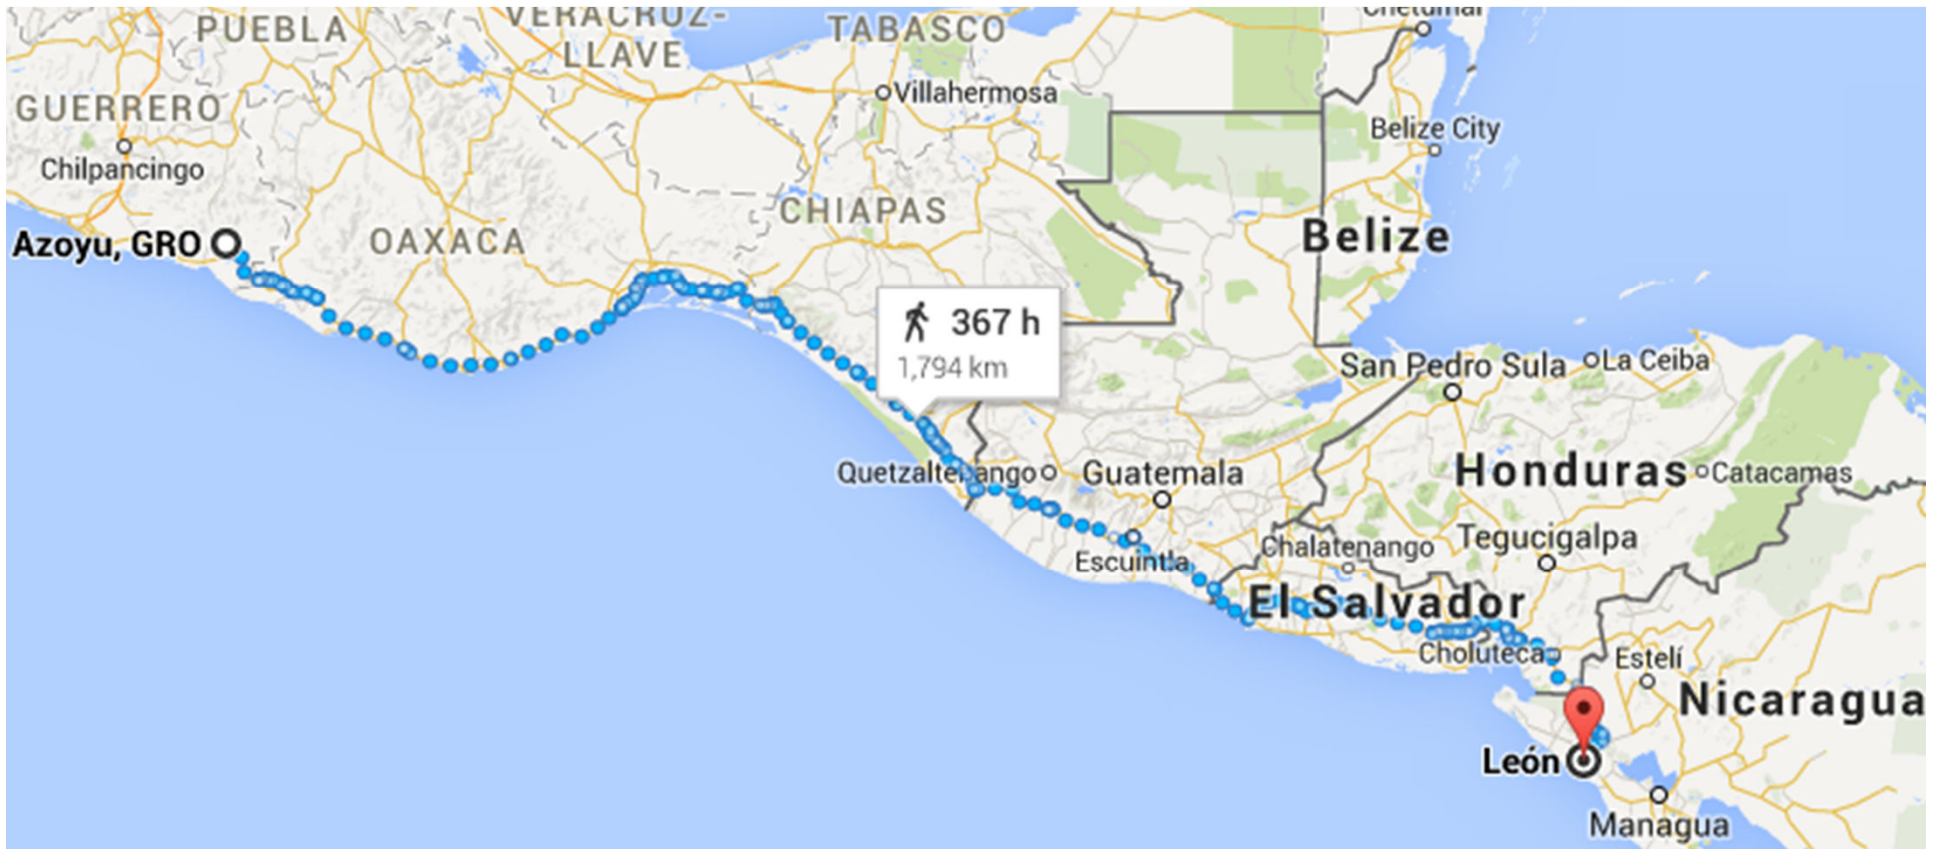 Chetumal
PUEBLA
VERACRUZ-
LLAVE
TABASCO
GUERRERO
Villahermosa
Belize City
Chilpancingo
CHIAPAS
Azoyu, GRO
OAXACA
Belize
367 h
1,794 km
San Pedro Sula
La Ceiba
Quetzaltenango
Guatemala
Honduras
Catacamas
Escuintla
Chalatenango
Tegucigalpa
El Salvador
Choluteca
Estelí
Nicaragua
León
Managua